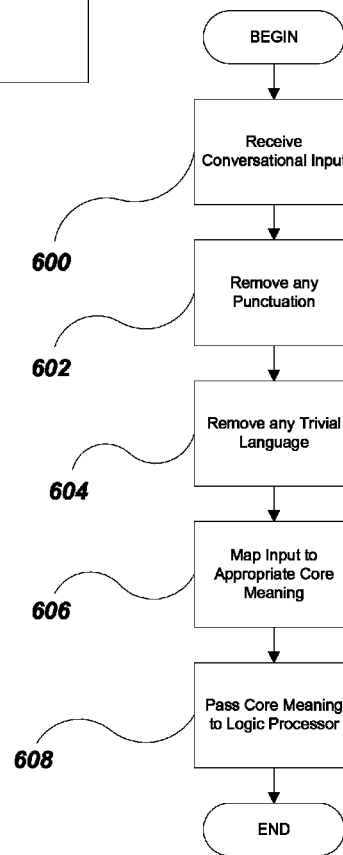 BEGIN
Receive
Conversational Input
600
Remove any
Punctuation
602
Remove any Trivial
Language
604
Map Input to
Appropriate Core
Meaning
606
Pass Core Meaning
to Logic Processor
608
END